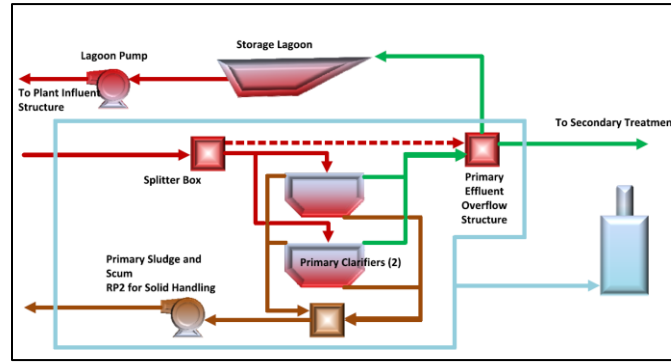 Storage Lagoon
Lagoon Pump
To Plant Influent
Structure
To Secondary Treatmen
Splitter Box
Primary
Effluent
Overflow
Structure
Primary Clarifiers (2)
Primary Sludge and
Scum
RP2 for Solid Handling